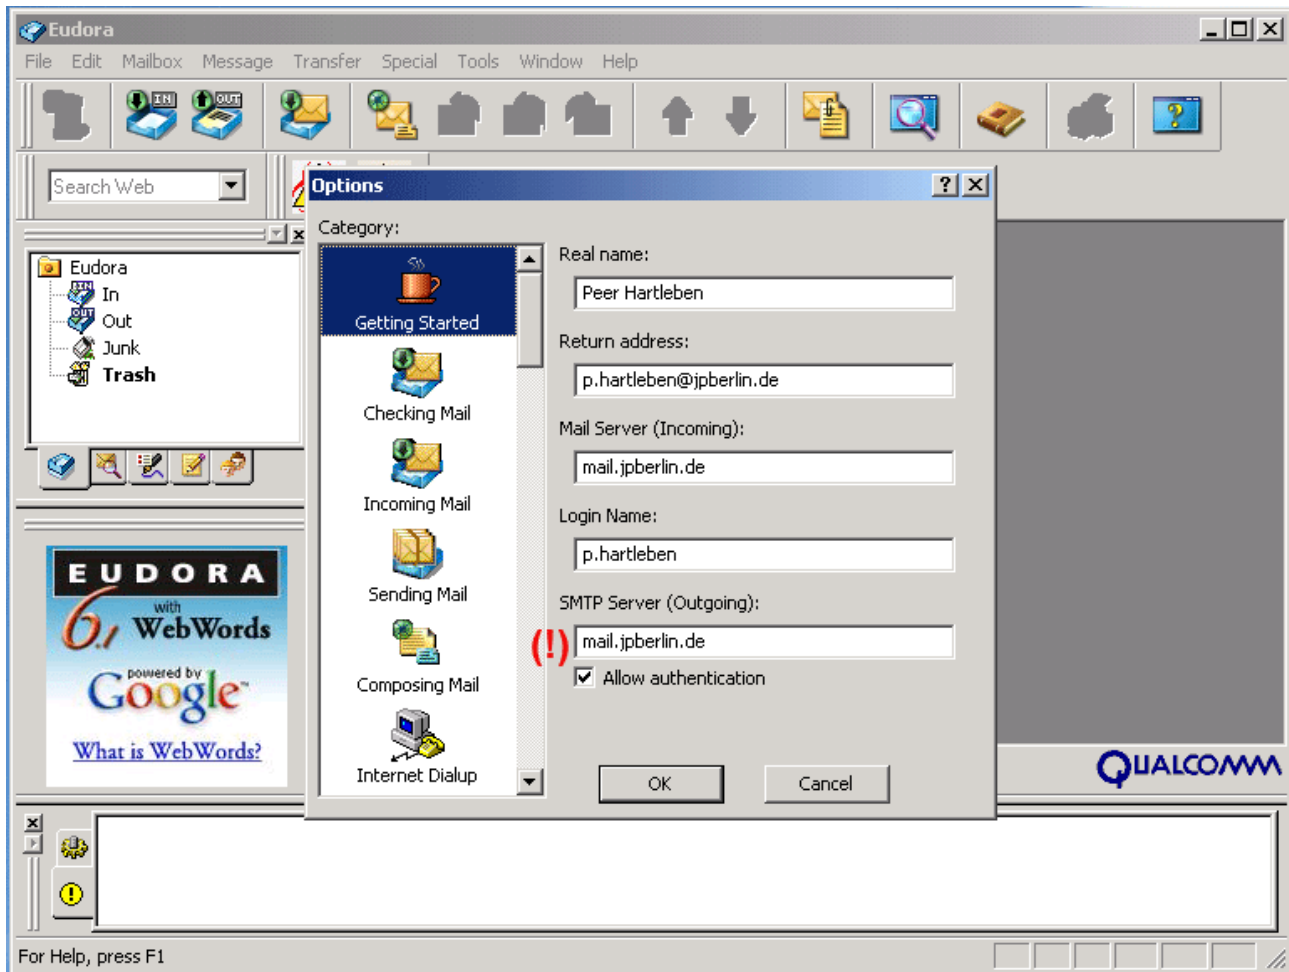 Eudora
File Edit Mailbox Message Transfer Special Tools Window Help
IN OUT
Search Web
Options
Category:
Getting Started
Checking Mail
Incoming Mail
Sending Mail
Composing Mail
Internet Dialup
Real name:
Peer Hartleben
Return address:
p.hartleben@jpberlin.de
Mail Server (Incoming):
mail.jpberlin.de
Login Name:
p.hartleben
SMTP Server (Outgoing):
(!) mail.jpberlin.de
Allow authentication
OK Cancel
Eudora
In
Out
Junk
Trash
EUDORA
6.1 with
WebWords
powered by
Google
What is WebWords?
QUALCOMM
For Help, press F1